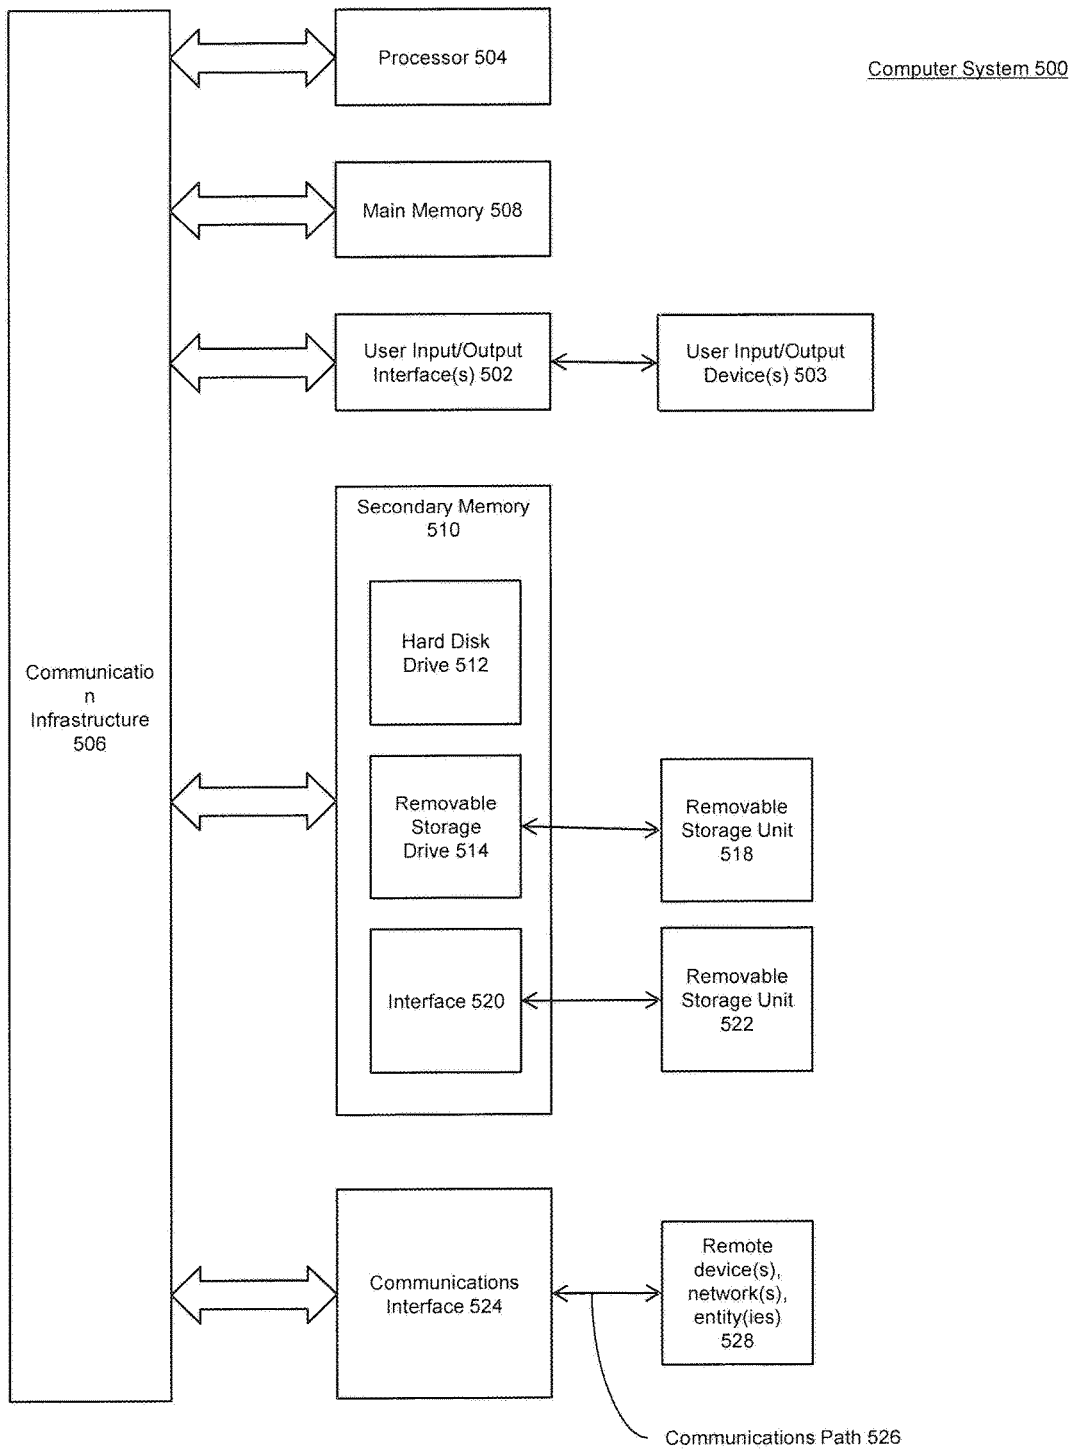 Processor 504
Computer System 500
Main Memory 508
User Input/Output
Interface(s) 502
User Input/Output
Device(s) 503
Secondary Memory
510
Hard Disk
Drive 512
Communicatio
n
Infrastructure
506
Removable
Storage
Drive 514
Removable
Storage Unit
518
Interface 520
Removable
Storage Unit
522
Communications
Interface 524
Remote
device(s),
network(s),
entity(ies)
528
Communications Path 526